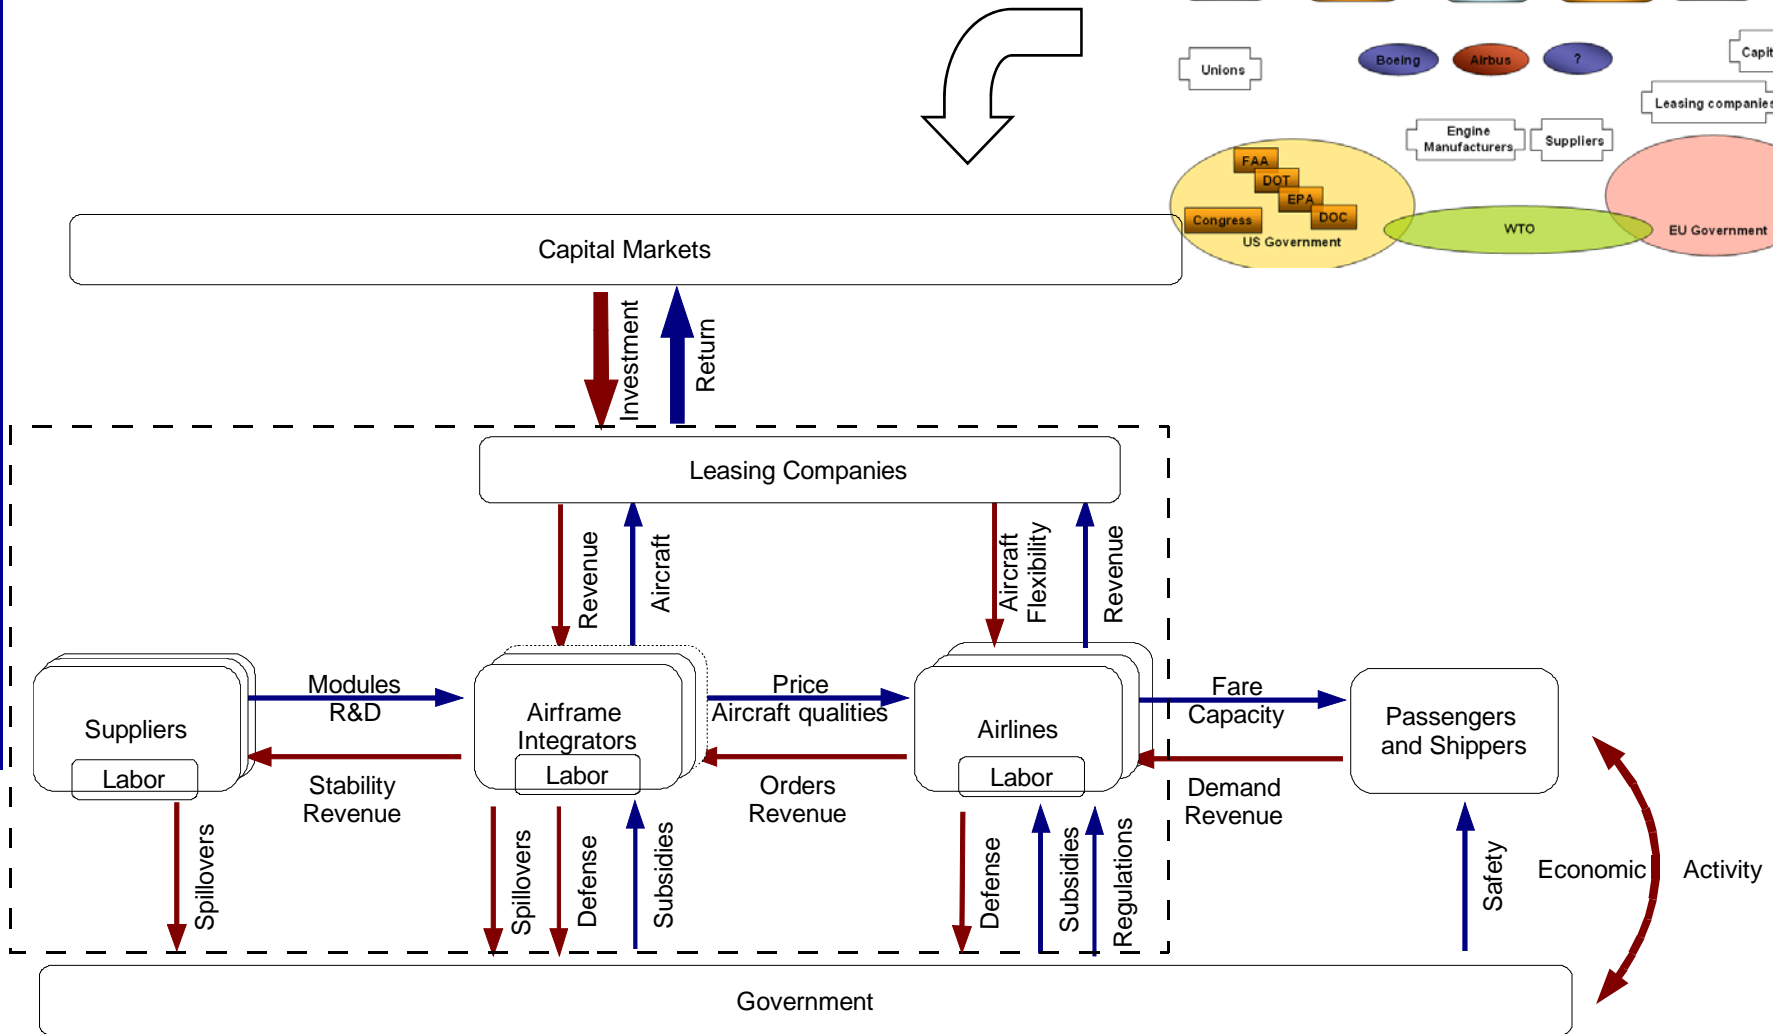 Unions
Boeing
Airbus
?
Capit
Leasing companies
Engine
Manufacturers
Suppliers
FAA
DOT
EPA
DOC
Congress
US Government
WTO
EU Government
Capital Markets
Investment
Return
Leasing Companies
Revenue
Aircraft
Aircraft
Flexibility
Revenue
Suppliers
Labor
Modules
R&D
Stability
Revenue
Airframe
Integrators
Labor
Price
Aircraft qualities
Orders
Revenue
Airlines
Labor
Fare
Capacity
Demand
Revenue
Passengers
and Shippers
Spillovers
Spillovers
Defense
Subsidies
Defense
Subsidies
Regulations
Safety
Economic
Activity
Government